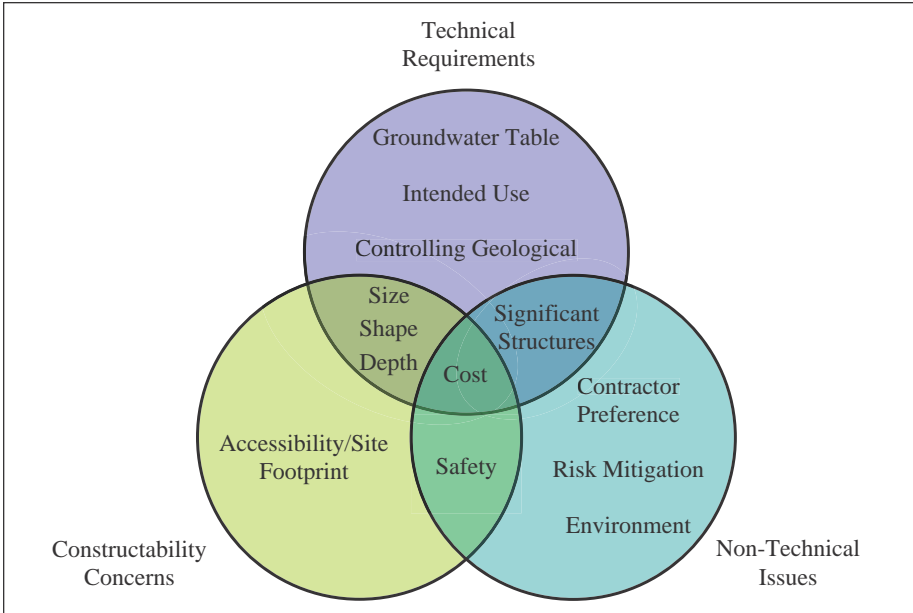 Technical
Requirements
Groundwater Table
Intended Use
Controlling Geological
Size
Shape
Depth
Significant
Structures
Cost
Contractor
Preference
Accessibility/Site
Footprint
Safety
Risk Mitigation
Environment
Constructability
Concerns
Non-Technical
Issues